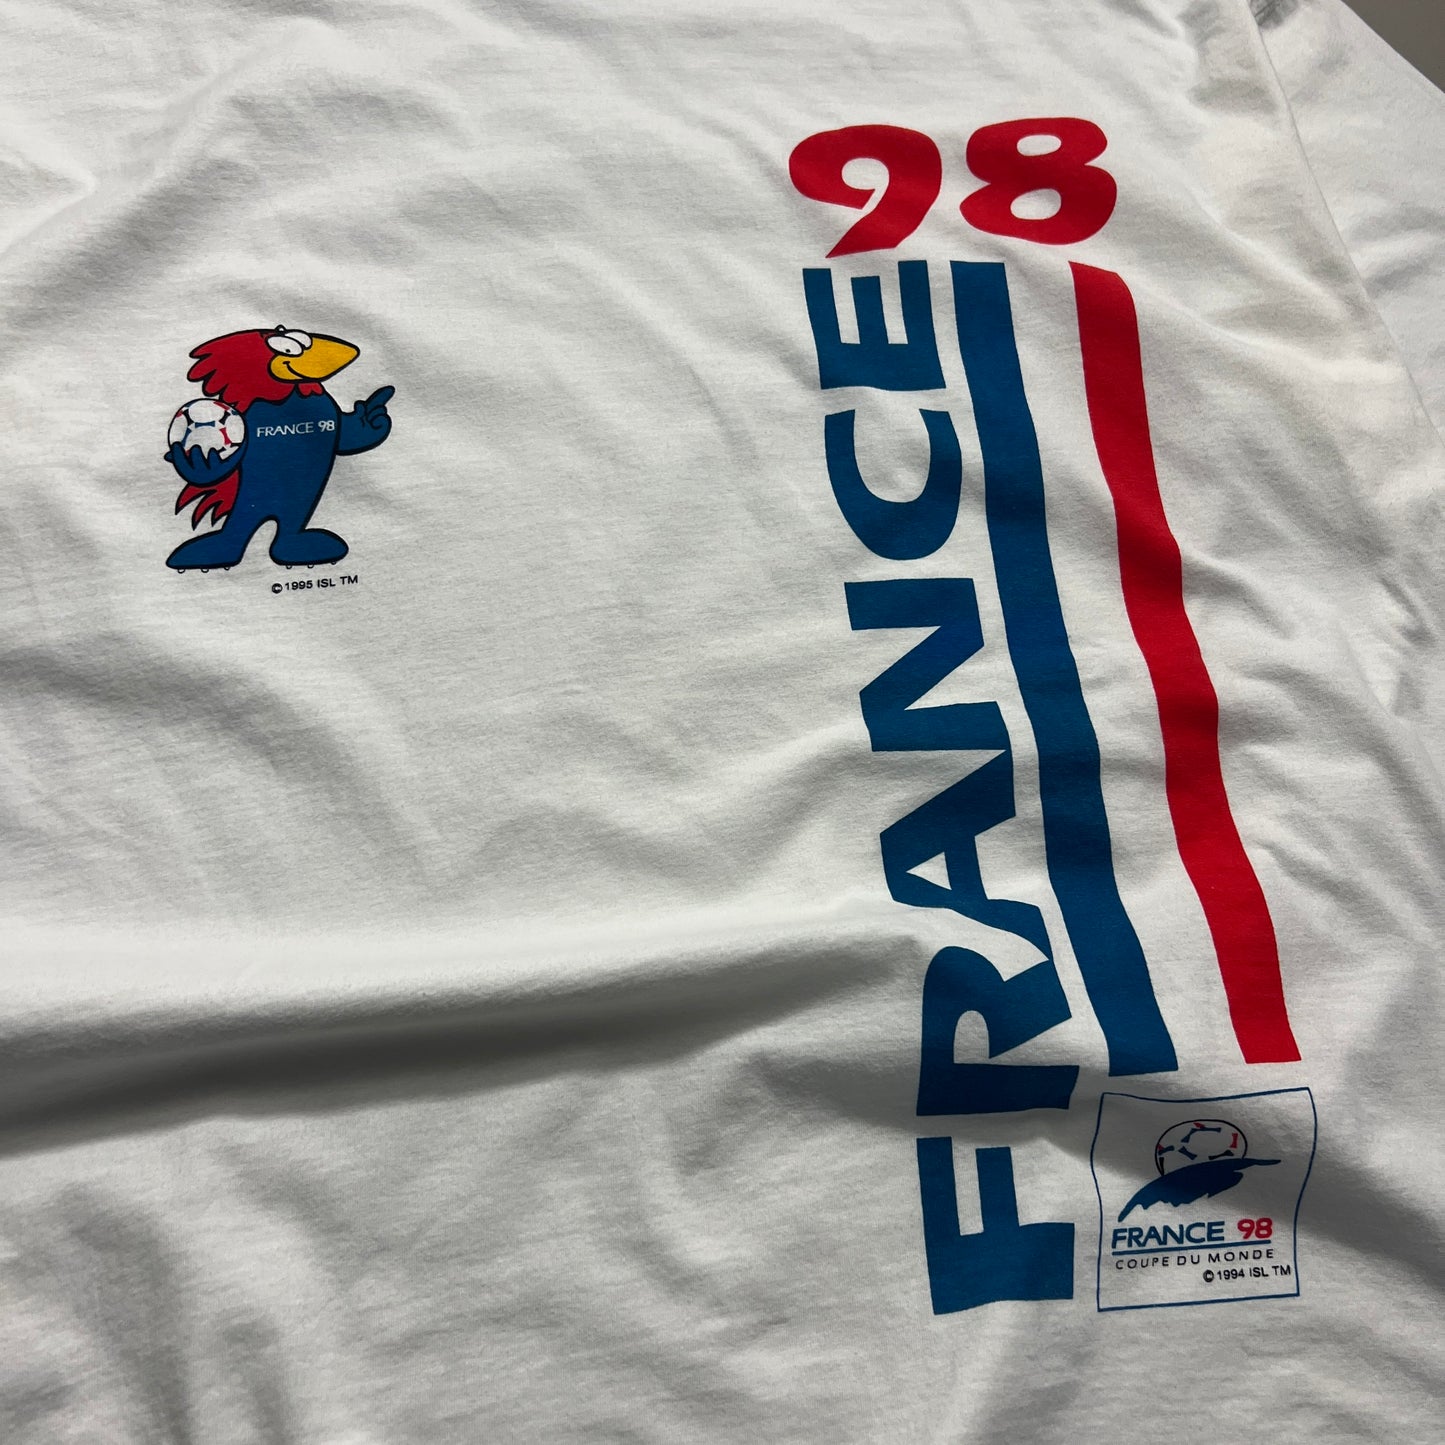 FRANCE 98
©1995 ISL TM
FRANCE 98
FRANCE 98
COUPE DU MONDE
©1994 ISL TM